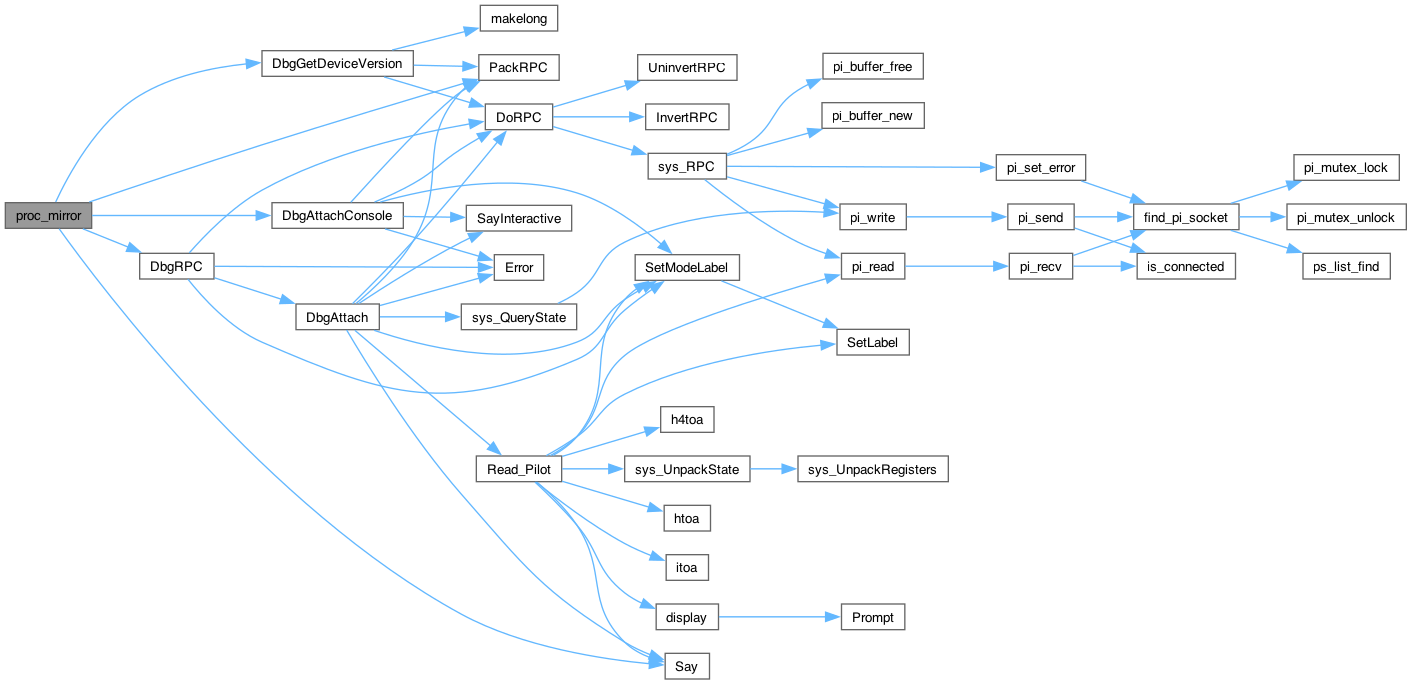 proc_mirror
DbgGetDeviceVersion
makelong
PackRPC
DoRPC
UninvertRPC
InvertRPC
sys_RPC
pi_buffer_free
pi_buffer_new
pi_set_error
pi_write
pi_read
pi_send
pi_recv
find_pi_socket
is_connected
pi_mutex_lock
pi_mutex_unlock
ps_list_find
DbgAttachConsole
SayInteractive
Error
DbgRPC
DbgAttach
sys_QueryState
SetModeLabel
SetLabel
Read_Pilot
h4toa
sys_UnpackState
sys_UnpackRegisters
htoa
itoa
display
Prompt
Say